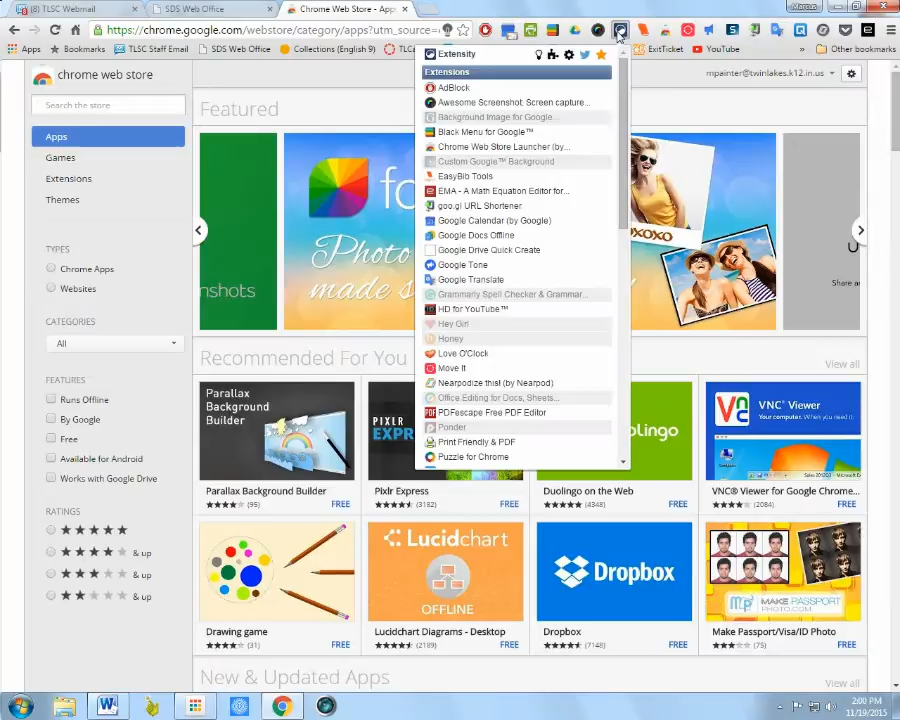 TLSC Webmail
SDS Web Office
Chrome Web Store - Apps
Marcus
https://chrome.google.com/webstore/category/apps?utm_source=
Apps
Bookmarks
TLSC Staff Email
SDS Web Office
Collections (English 9)
ExitTicket
YouTube
Other bookmarks
chrome web store
mpainter@twinlakes.k12.in.us
Search the store
Apps
Games
Extensions
Themes
TYPES
Chrome Apps
Websites
CATEGORIES
All
FEATURES
Runs Offline
By Google
Free
Available for Android
Works with Google Drive
RATINGS
& up
& up
& up
Featured
Extensity
Extensions
AdBlock
Awesome Screenshot: Screen capture...
Background Image for Google...
Black Menu for Google™
Chrome Web Store Launcher (by...
Custom Google™ Background
EasyBib Tools
EMA - A Math Equation Editor for...
goo.gl URL Shortener
Google Calendar (by Google)
Google Docs Offline
Google Drive Quick Create
Google Tone
Google Translate
Grammarly Spell Checker & Grammar...
HD for YouTube™
Hey Girl
Honey
Love O'Clock
Move It
Nearpodize this! (by Nearpod)
Office Editing for Docs, Sheets...
PDFescape Free PDF Editor
Ponder
Print Friendly & PDF
Puzzle for Chrome
nshots
fo
Photo
made s
XOXO
Share an
Recommended For You
View all
Parallax
Background
Builder
Parallax Background Builder
(95)
FREE
PIXLR
EXPR
Pixlr Express
(3182)
FREE
olingo
Duolingo on the Web
(4348)
FREE
VNC® Viewer
Your computer. When you need it.
VNC® Viewer for Google Chrome...
(2084)
FREE
Drawing game
(31)
FREE
Lucidchart
OFFLINE
Lucidchart Diagrams - Desktop
(2189)
FREE
Dropbox
Dropbox
(7148)
FREE
MAKE PASSPORT
PHOTO.COM
Make Passport/Visa/ID Photo
(75)
FREE
New & Updated Apps
View all
2:00 PM
11/19/2015